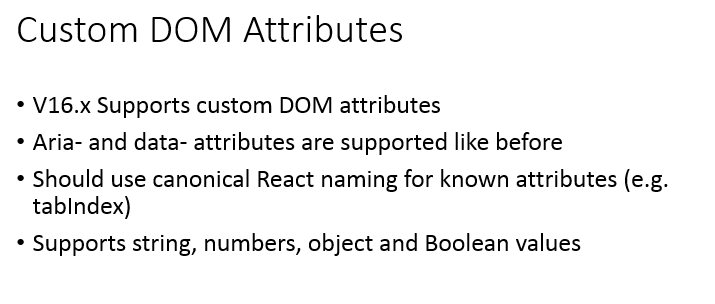 Custom DOM Attributes
• V16.x Supports custom DOM attributes
• Aria- and data- attributes are supported like before
• Should use canonical React naming for known attributes (e.g.
tabIndex)
• Supports string, numbers, object and Boolean values